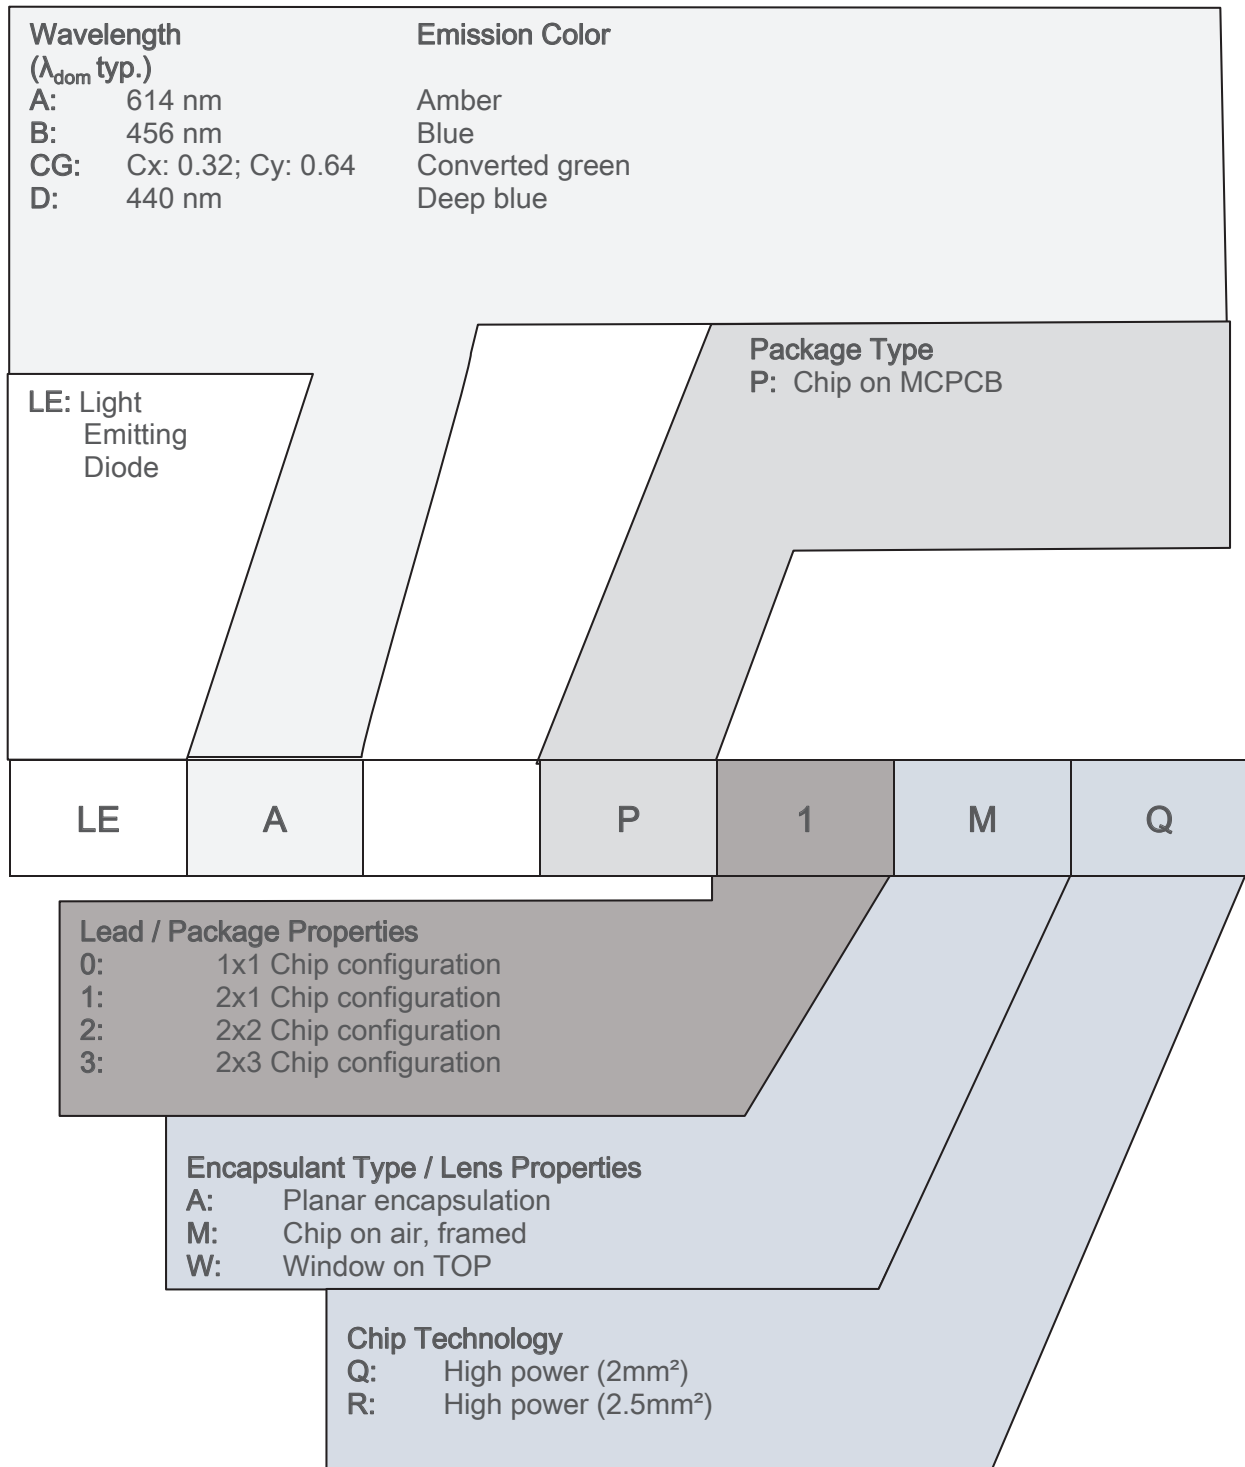 Wavelength Emission Color
(λdom typ.)
A: 614 nm Amber
B: 456 nm Blue
CG: Cx: 0.32; Cy: 0.64 Converted green
D: 440 nm Deep blue
Package Type
P: Chip on MCPCB
LE: Light
Emitting
Diode
LE A P 1 M Q
Lead / Package Properties
0: 1x1 Chip configuration
1: 2x1 Chip configuration
2: 2x2 Chip configuration
3: 2x3 Chip configuration
Encapsulant Type / Lens Properties
A: Planar encapsulation
M: Chip on air, framed
W: Window on TOP
Chip Technology
Q: High power (2mm²)
R: High power (2.5mm²)